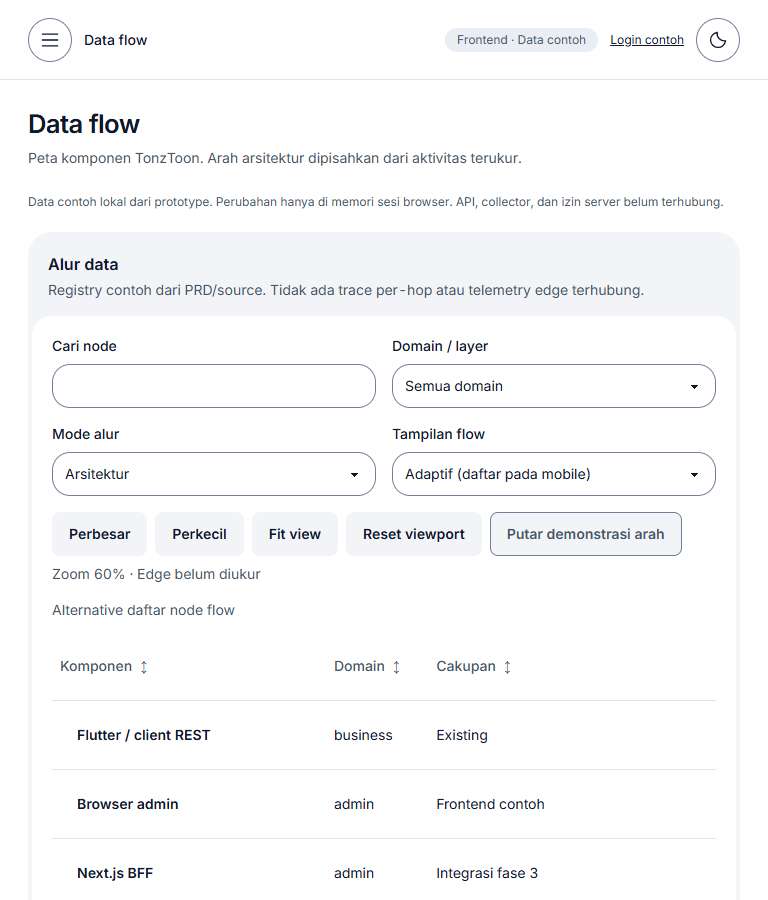 Data flow
Frontend · Data contoh
Login contoh
Data flow
Peta komponen TonzToon. Arah arsitektur dipisahkan dari aktivitas terukur.
Data contoh lokal dari prototype. Perubahan hanya di memori sesi browser. API, collector, dan izin server belum terhubung.
Alur data
Registry contoh dari PRD/source. Tidak ada trace per-hop atau telemetry edge terhubung.
Cari node
Domain / layer
Semua domain
Mode alur
Tampilan flow
Arsitektur
Adaptif (daftar pada mobile)
Perbesar
Perkecil
Fit view
Reset viewport
Putar demonstrasi arah
Zoom 60% · Edge belum diukur
Alternative daftar node flow
Komponen ↕ Domain ↕ Cakupan ↕
Flutter / client REST business Existing
Browser admin admin Frontend contoh
Next.js BFF admin Integrasi fase 3